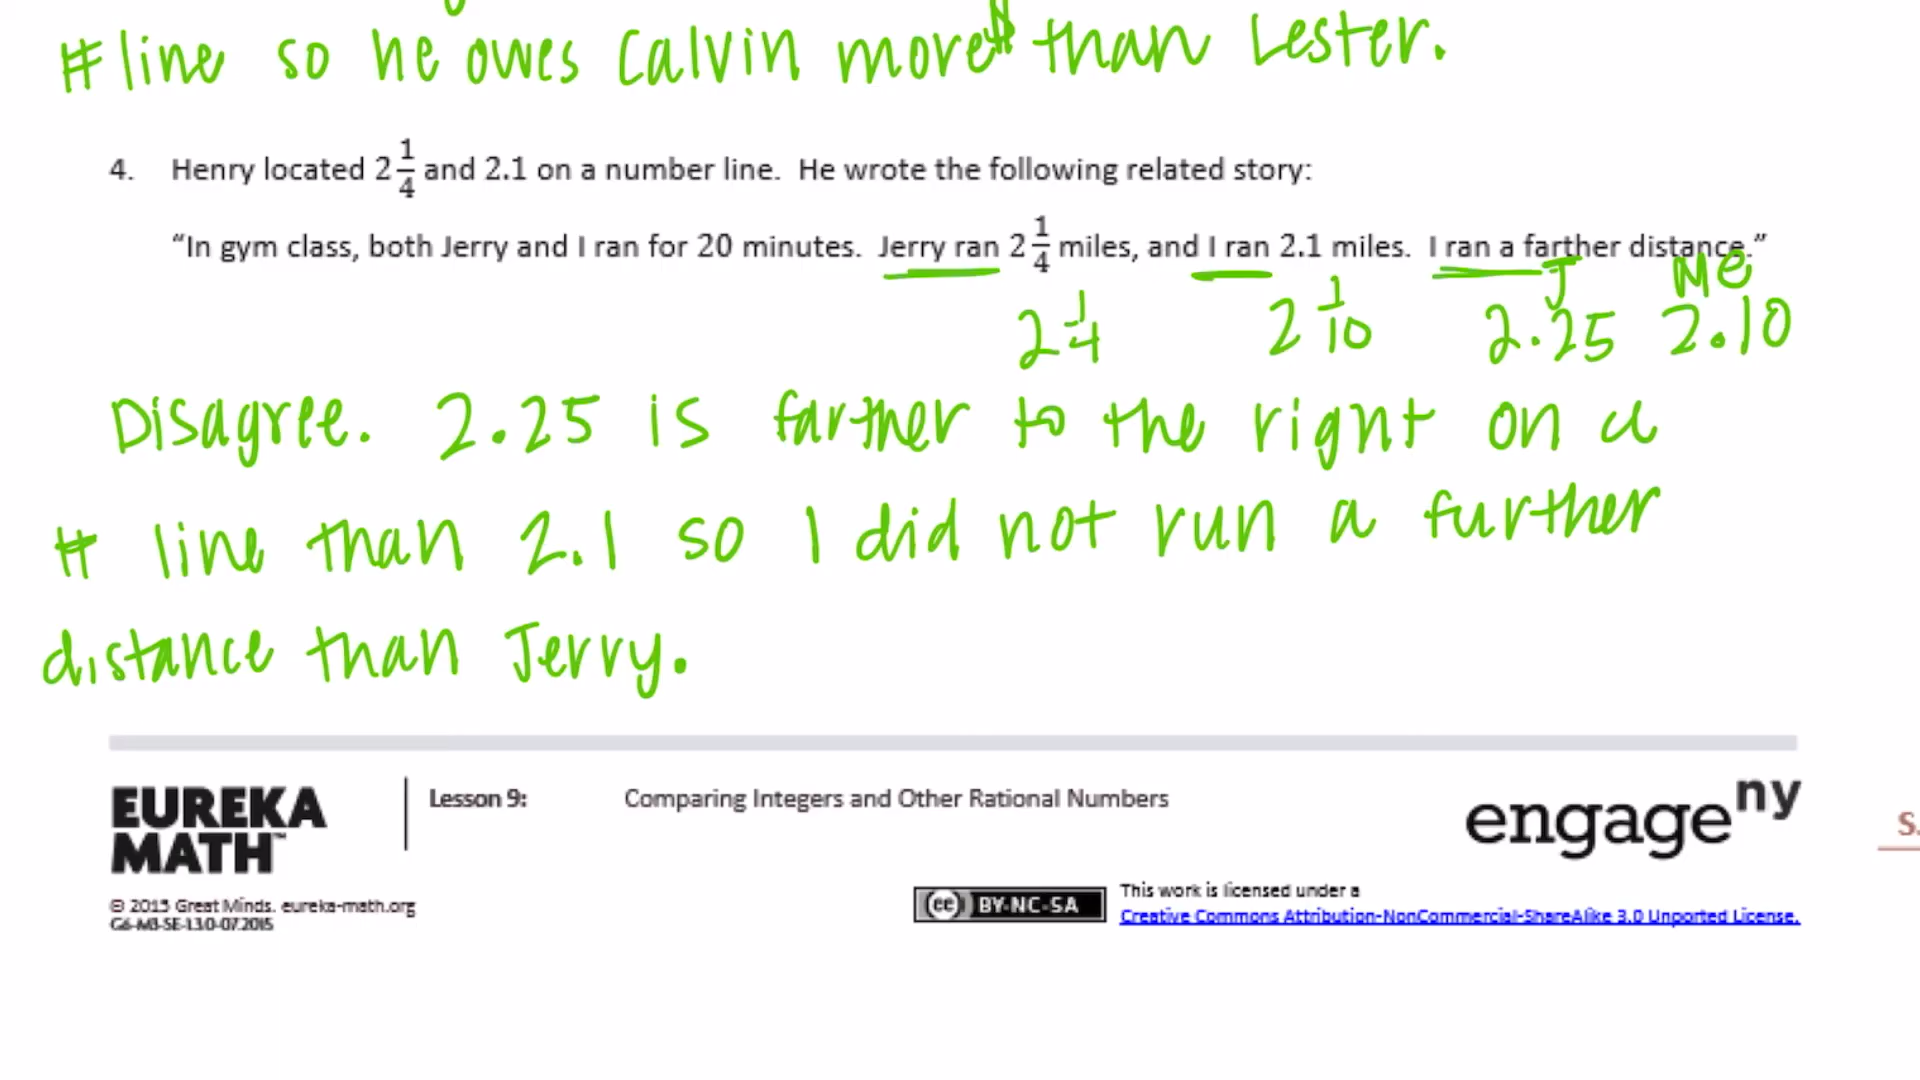 # line so he owes Calvin more than Lester.
4. Henry located 2 1/4 and 2.1 on a number line. He wrote the following related story:
"In gym class, both Jerry and I ran for 20 minutes. Jerry ran 2 1/4 miles, and I ran 2.1 miles. I ran a farther distance."
J Me
2 1/4 2 1/10 2.25 2.10
Disagree. 2.25 is farther to the right on a
# line than 2.1 so I did not run a further
distance than Jerry.
EUREKA
MATH™
Lesson 9: Comparing Integers and Other Rational Numbers
engage ny
S.
© 2015 Great Minds. eureka-math.org
G6-M3-SE-1.3.0-07.2015
cc BY-NC-SA
This work is licensed under a
Creative Commons Attribution-NonCommercial-ShareAlike 3.0 Unported License.